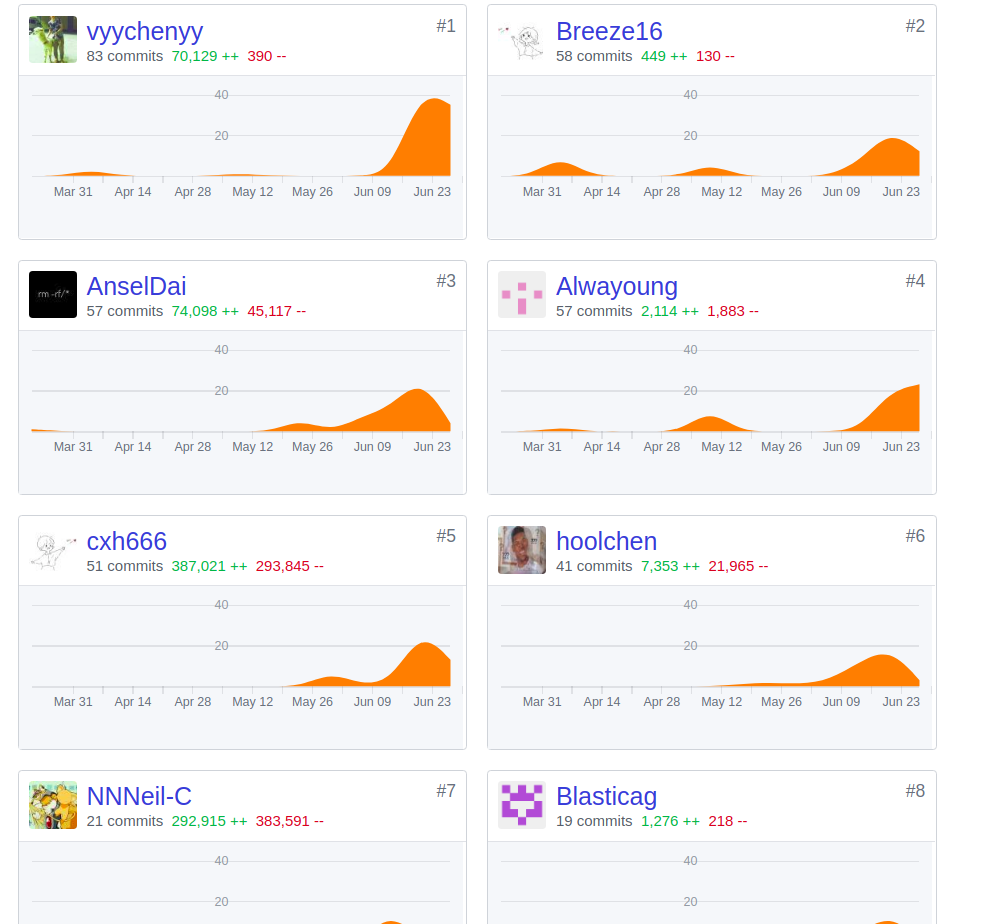 vyychenyy #1
83 commits 70,129 ++ 390 --
40
20
Mar 31 Apr 14 Apr 28 May 12 May 26 Jun 09 Jun 23
Breeze16 #2
58 commits 449 ++ 130 --
40
20
Mar 31 Apr 14 Apr 28 May 12 May 26 Jun 09 Jun 23
rm -rf/*
AnselDai #3
57 commits 74,098 ++ 45,117 --
40
20
Mar 31 Apr 14 Apr 28 May 12 May 26 Jun 09 Jun 23
Alwayoung #4
57 commits 2,114 ++ 1,883 --
40
20
Mar 31 Apr 14 Apr 28 May 12 May 26 Jun 09 Jun 23
cxh666 #5
51 commits 387,021 ++ 293,845 --
40
20
Mar 31 Apr 14 Apr 28 May 12 May 26 Jun 09 Jun 23
hoolchen #6
41 commits 7,353 ++ 21,965 --
40
20
Mar 31 Apr 14 Apr 28 May 12 May 26 Jun 09 Jun 23
NNNeil-C #7
21 commits 292,915 ++ 383,591 --
40
20
Blasticag #8
19 commits 1,276 ++ 218 --
40
20